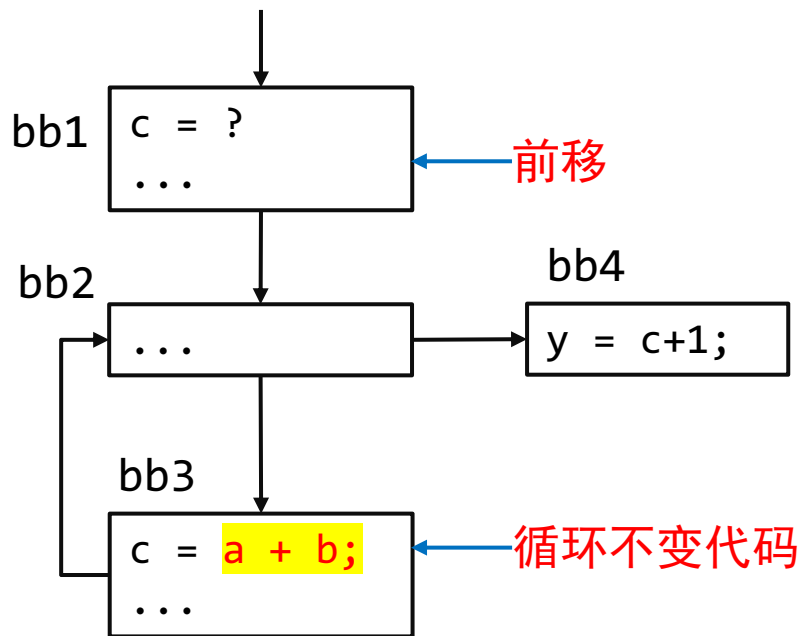 bb1
c = ?
...
前移
bb2
...
bb4
y = c+1;
bb3
c = a + b;
...
循环不变代码